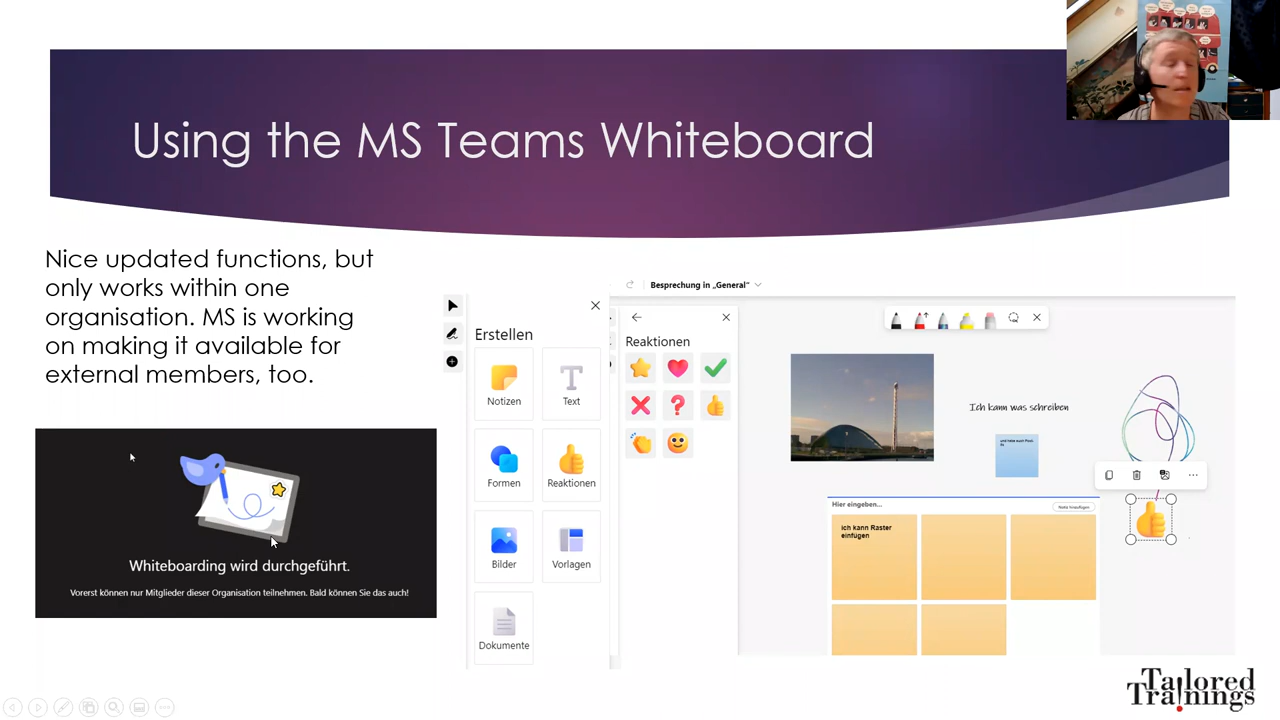 Using the MS Teams Whiteboard
Nice updated functions, but
only works within one
organisation. MS is working
on making it available for
external members, too.
Whiteboarding wird durchgeführt.
Vorerst können nur Mitglieder dieser Organisation teilnehmen. Bald können Sie das auch!
Erstellen
Notizen
Text
Formen
Reaktionen
Bilder
Vorlagen
Dokumente
Besprechung in „General“
Reaktionen
Ich kann was schreiben
Hier eingeben...
ich kann Raster
einfügen
Tailored
Trainings